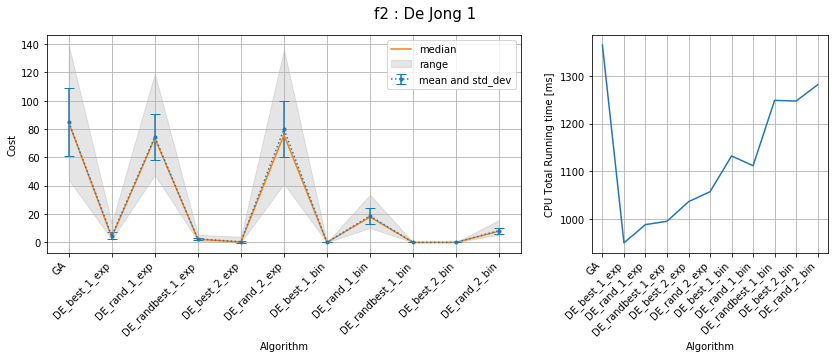 f2 : De Jong 1
140
120
100
80
60
40
20
0
Cost
median
range
mean and std_dev
GA
DE_best_1_exp
DE_rand_1_exp
DE_randbest_1_exp
DE_best_2_exp
DE_rand_2_exp
DE_best_1_bin
DE_rand_1_bin
DE_randbest_1_bin
DE_best_2_bin
DE_rand_2_bin
Algorithm
1300
1200
1100
1000
CPU Total Running time [ms]
GA
DE_best_1_exp
DE_rand_1_exp
DE_randbest_1_exp
DE_best_2_exp
DE_rand_2_exp
DE_best_1_bin
DE_rand_1_bin
DE_randbest_1_bin
DE_best_2_bin
DE_rand_2_bin
Algorithm